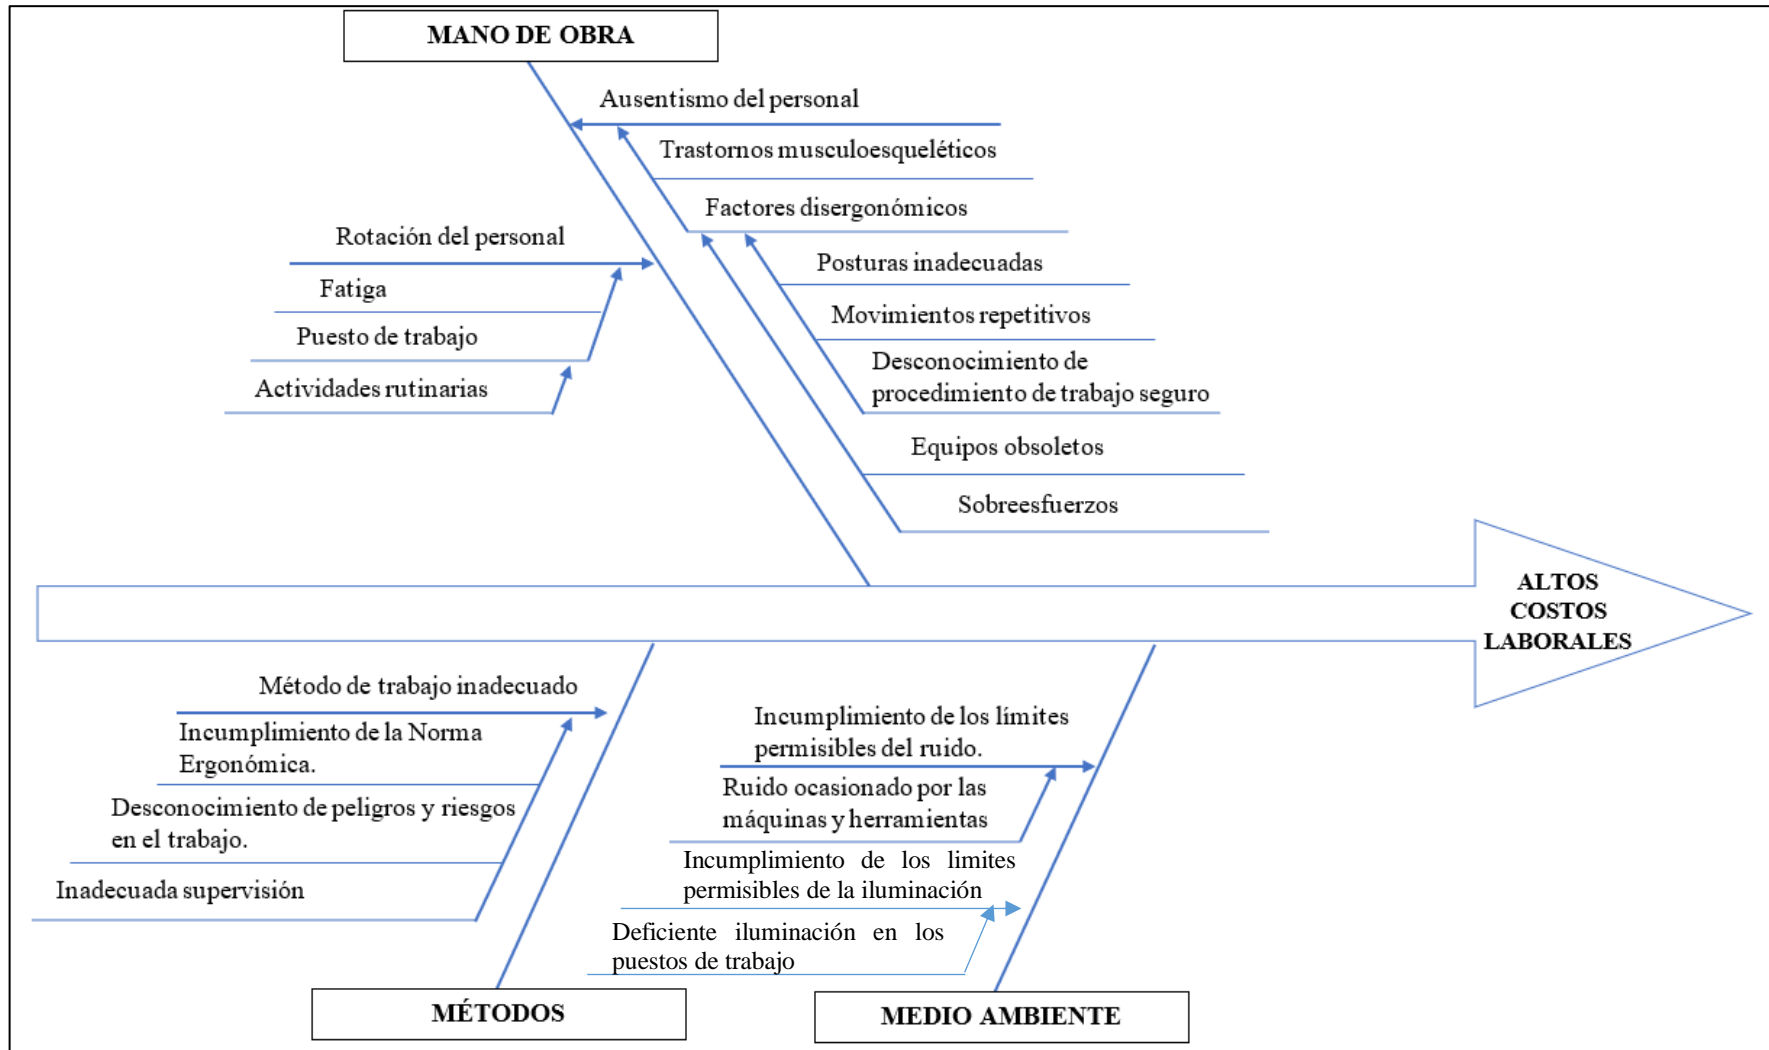 MANO DE OBRA
Ausentismo del personal
Trastornos musculoesqueléticos
Factores disergonómicos
Rotación del personal
Fatiga
Puesto de trabajo
Actividades rutinarias
Posturas inadecuadas
Movimientos repetitivos
Desconocimiento de
procedimiento de trabajo seguro
Equipos obsoletos
Sobreesfuerzos
ALTOS
COSTOS
LABORALES
Método de trabajo inadecuado
Incumplimiento de la Norma
Ergonómica.
Desconocimiento de peligros y riesgos
en el trabajo.
Inadecuada supervisión
Incumplimiento de los límites
permisibles del ruido.
Ruido ocasionado por las
máquinas y herramientas
Incumplimiento de los limites
permisibles de la iluminación
Deficiente iluminación en los
puestos de trabajo
MÉTODOS
MEDIO AMBIENTE